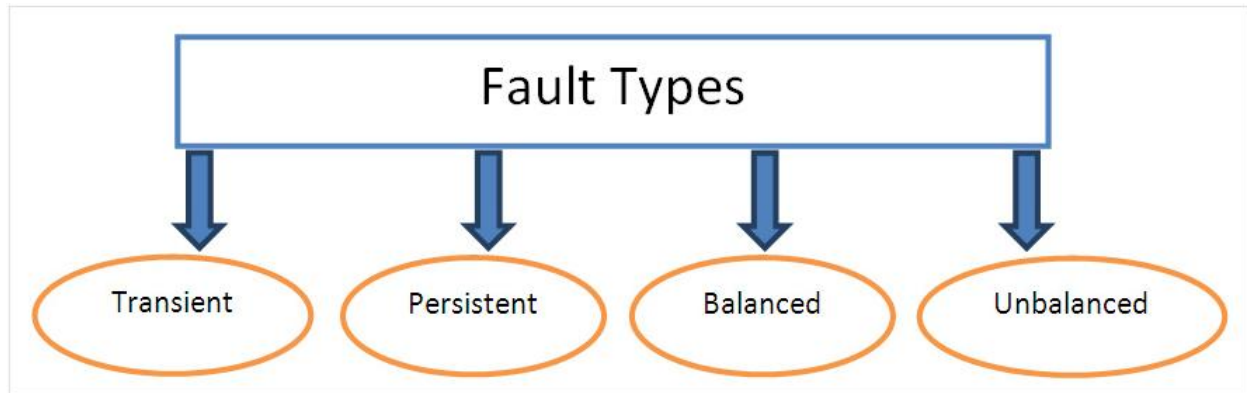 Fault Types
Transient
Persistent
Balanced
Unbalanced